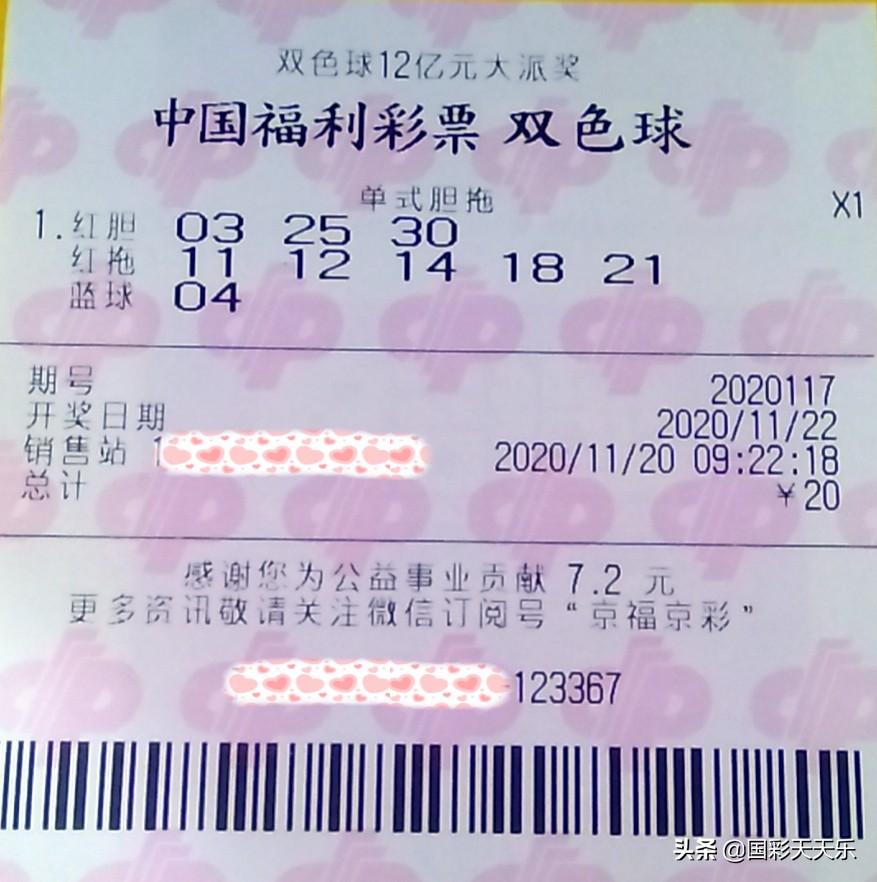 双色球12亿元大派奖
中国福利彩票 双色球
单式胆拖 X1
1.红胆 03 25 30
红拖 11 12 14 18 21
蓝球 04
期号 2020117
开奖日期 2020/11/22
销售站 1 2020/11/20 09:22:18
总计 ¥20
感谢您为公益事业贡献 7.2 元
更多资讯敬请关注微信订阅号“京福京彩”
123367
头条 @国彩天天乐